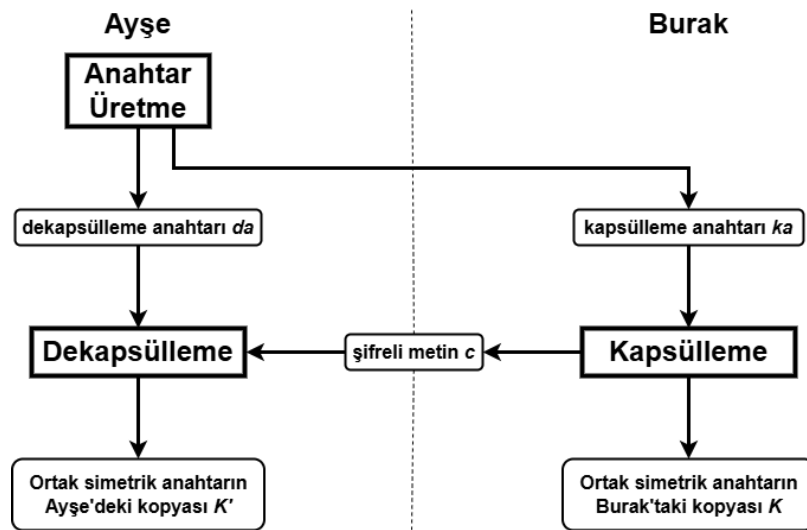 Ayşe
Burak
Anahtar
Üretme
dekapsülleme anahtarı da
kapsülleme anahtarı ka
Dekapsülleme
şifreli metin c
Kapsülleme
Ortak simetrik anahtarın
Ayşe'deki kopyası K'
Ortak simetrik anahtarın
Burak'taki kopyası K